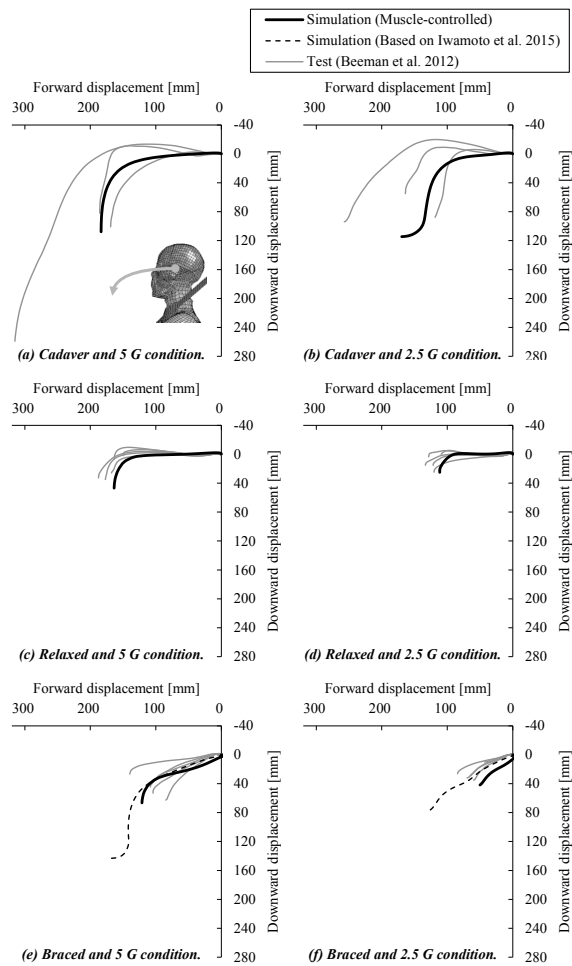 Simulation (Muscle-controlled)
Simulation (Based on Iwamoto et al. 2015)
Test (Beeman et al. 2012)
Forward displacement [mm]
300 200 100 0
-40
0
40
80
120
160
200
240
280
Downward displacement [mm]
(a) Cadaver and 5 G condition.
Forward displacement [mm]
300 200 100 0
-40
0
40
80
120
160
200
240
280
Downward displacement [mm]
(b) Cadaver and 2.5 G condition.
Forward displacement [mm]
300 200 100 0
-40
0
40
80
120
160
200
240
280
Downward displacement [mm]
(c) Relaxed and 5 G condition.
Forward displacement [mm]
300 200 100 0
-40
0
40
80
120
160
200
240
280
Downward displacement [mm]
(d) Relaxed and 2.5 G condition.
Forward displacement [mm]
300 200 100 0
-40
0
40
80
120
160
200
240
280
Downward displacement [mm]
(e) Braced and 5 G condition.
Forward displacement [mm]
300 200 100 0
-40
0
40
80
120
160
200
240
280
Downward displacement [mm]
(f) Braced and 2.5 G condition.